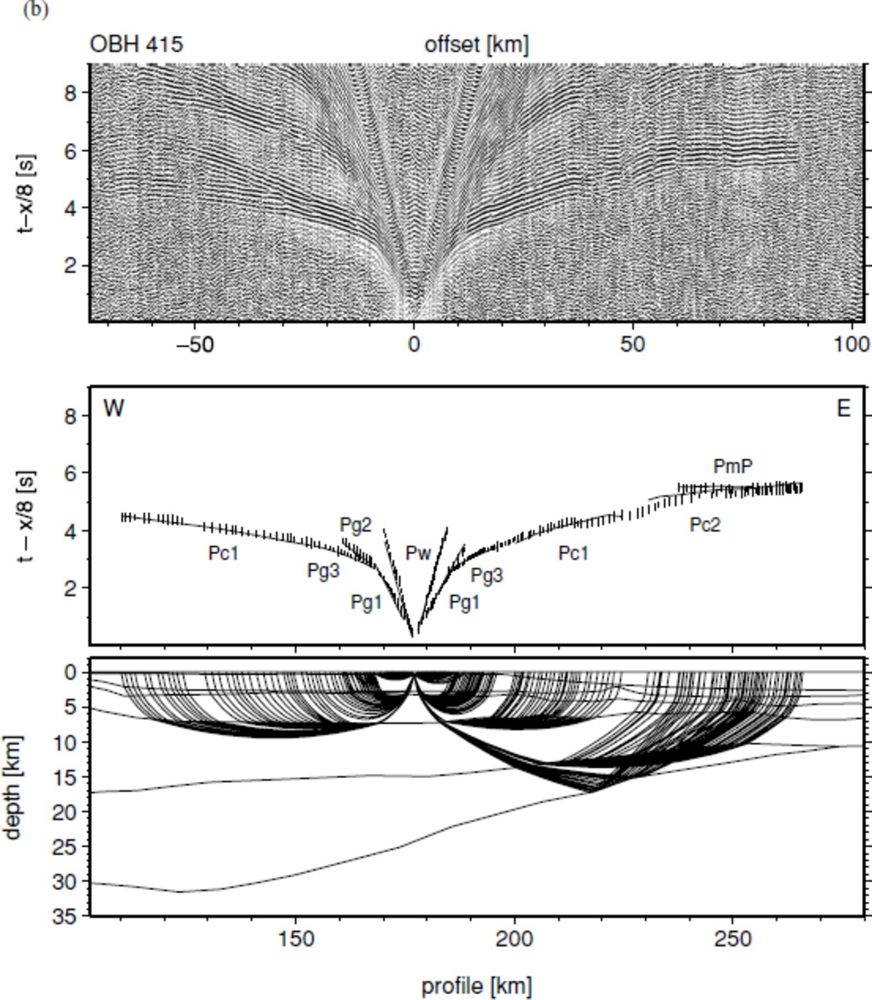 (b)
OBH 415 offset [km]
t–x/8 [s]
8
6
4
2
–50 0 50 100
W E
t – x/8 [s]
8
6
4
2
PmP
Pg2
Pw
Pc2
Pc1 Pc1
Pg3 Pg3
Pg1 Pg1
depth [km]
0
5
10
15
20
25
30
35
150 200 250
profile [km]